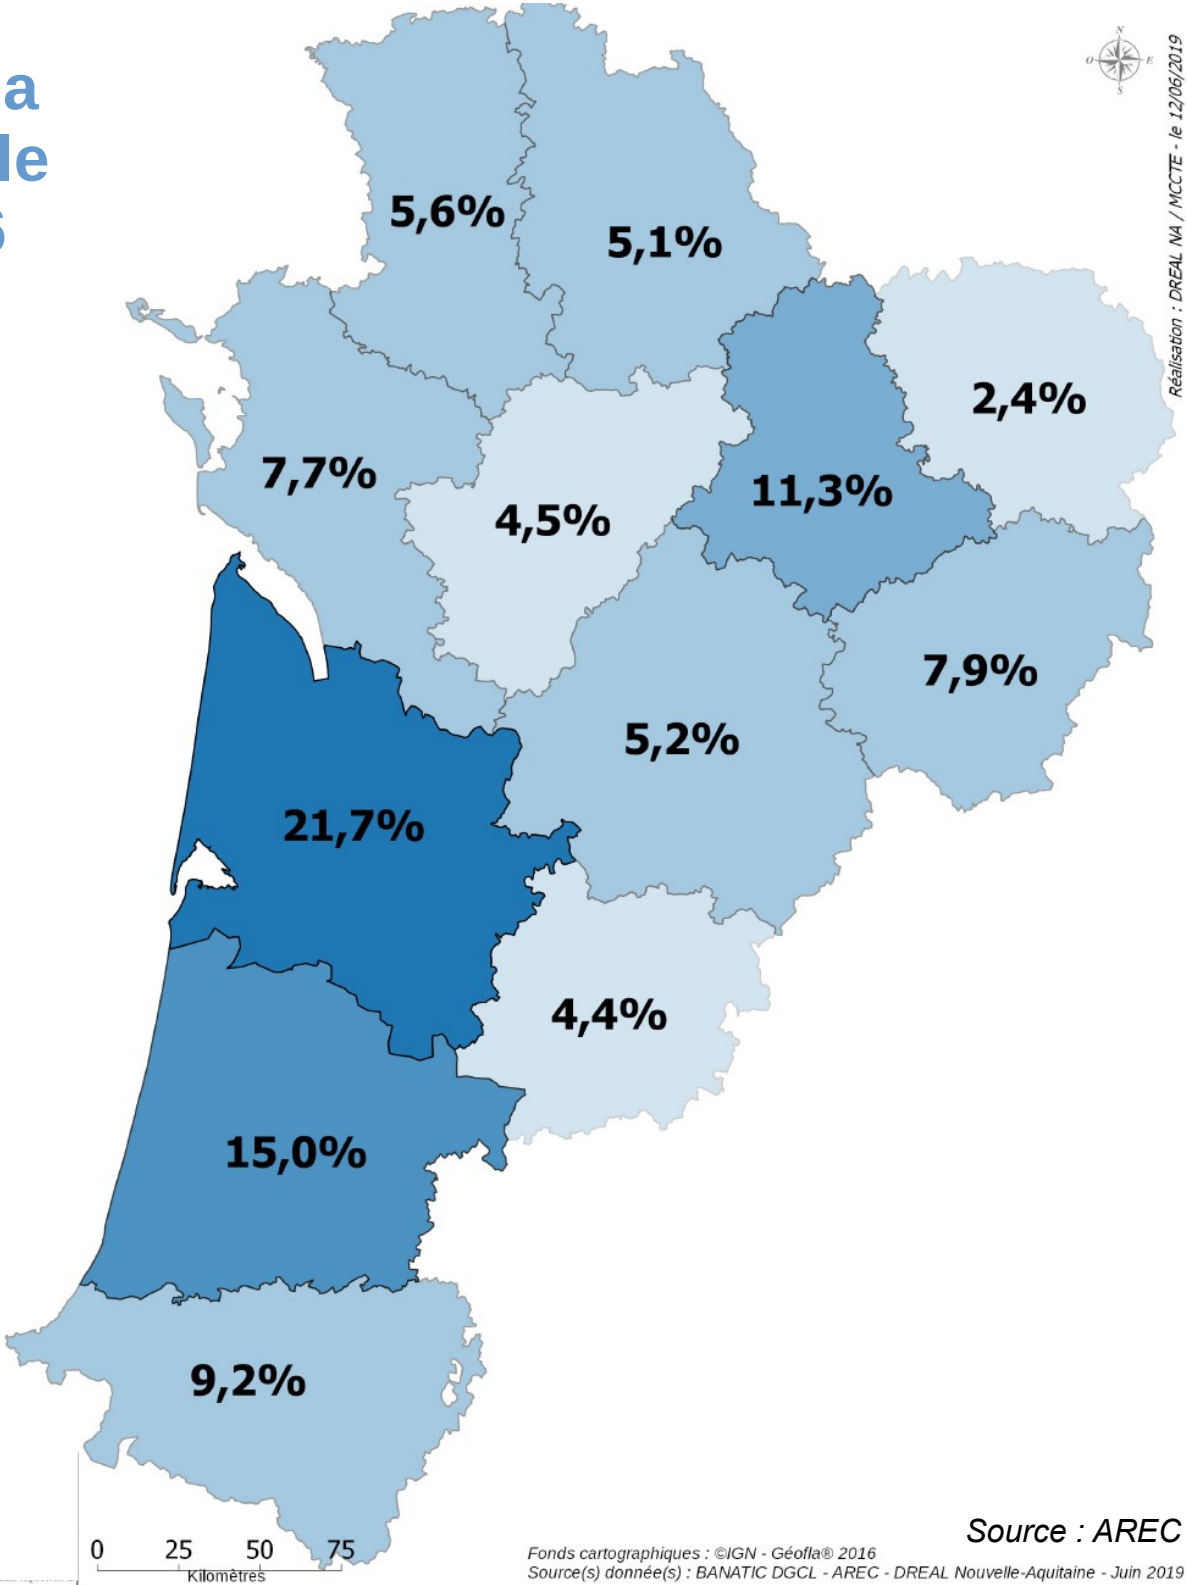 a
le
6
N
O
E
S
Réalisation : DREAL NA / MCCTE - le 12/06/2019
5,6%
5,1%
2,4%
7,7%
4,5%
11,3%
7,9%
5,2%
21,7%
4,4%
15,0%
9,2%
0 25 50 75
Kilomètres
Source : AREC
Fonds cartographiques : ©IGN - Géofla® 2016
Source(s) donnée(s) : BANATIC DGCL - AREC - DREAL Nouvelle-Aquitaine - Juin 2019